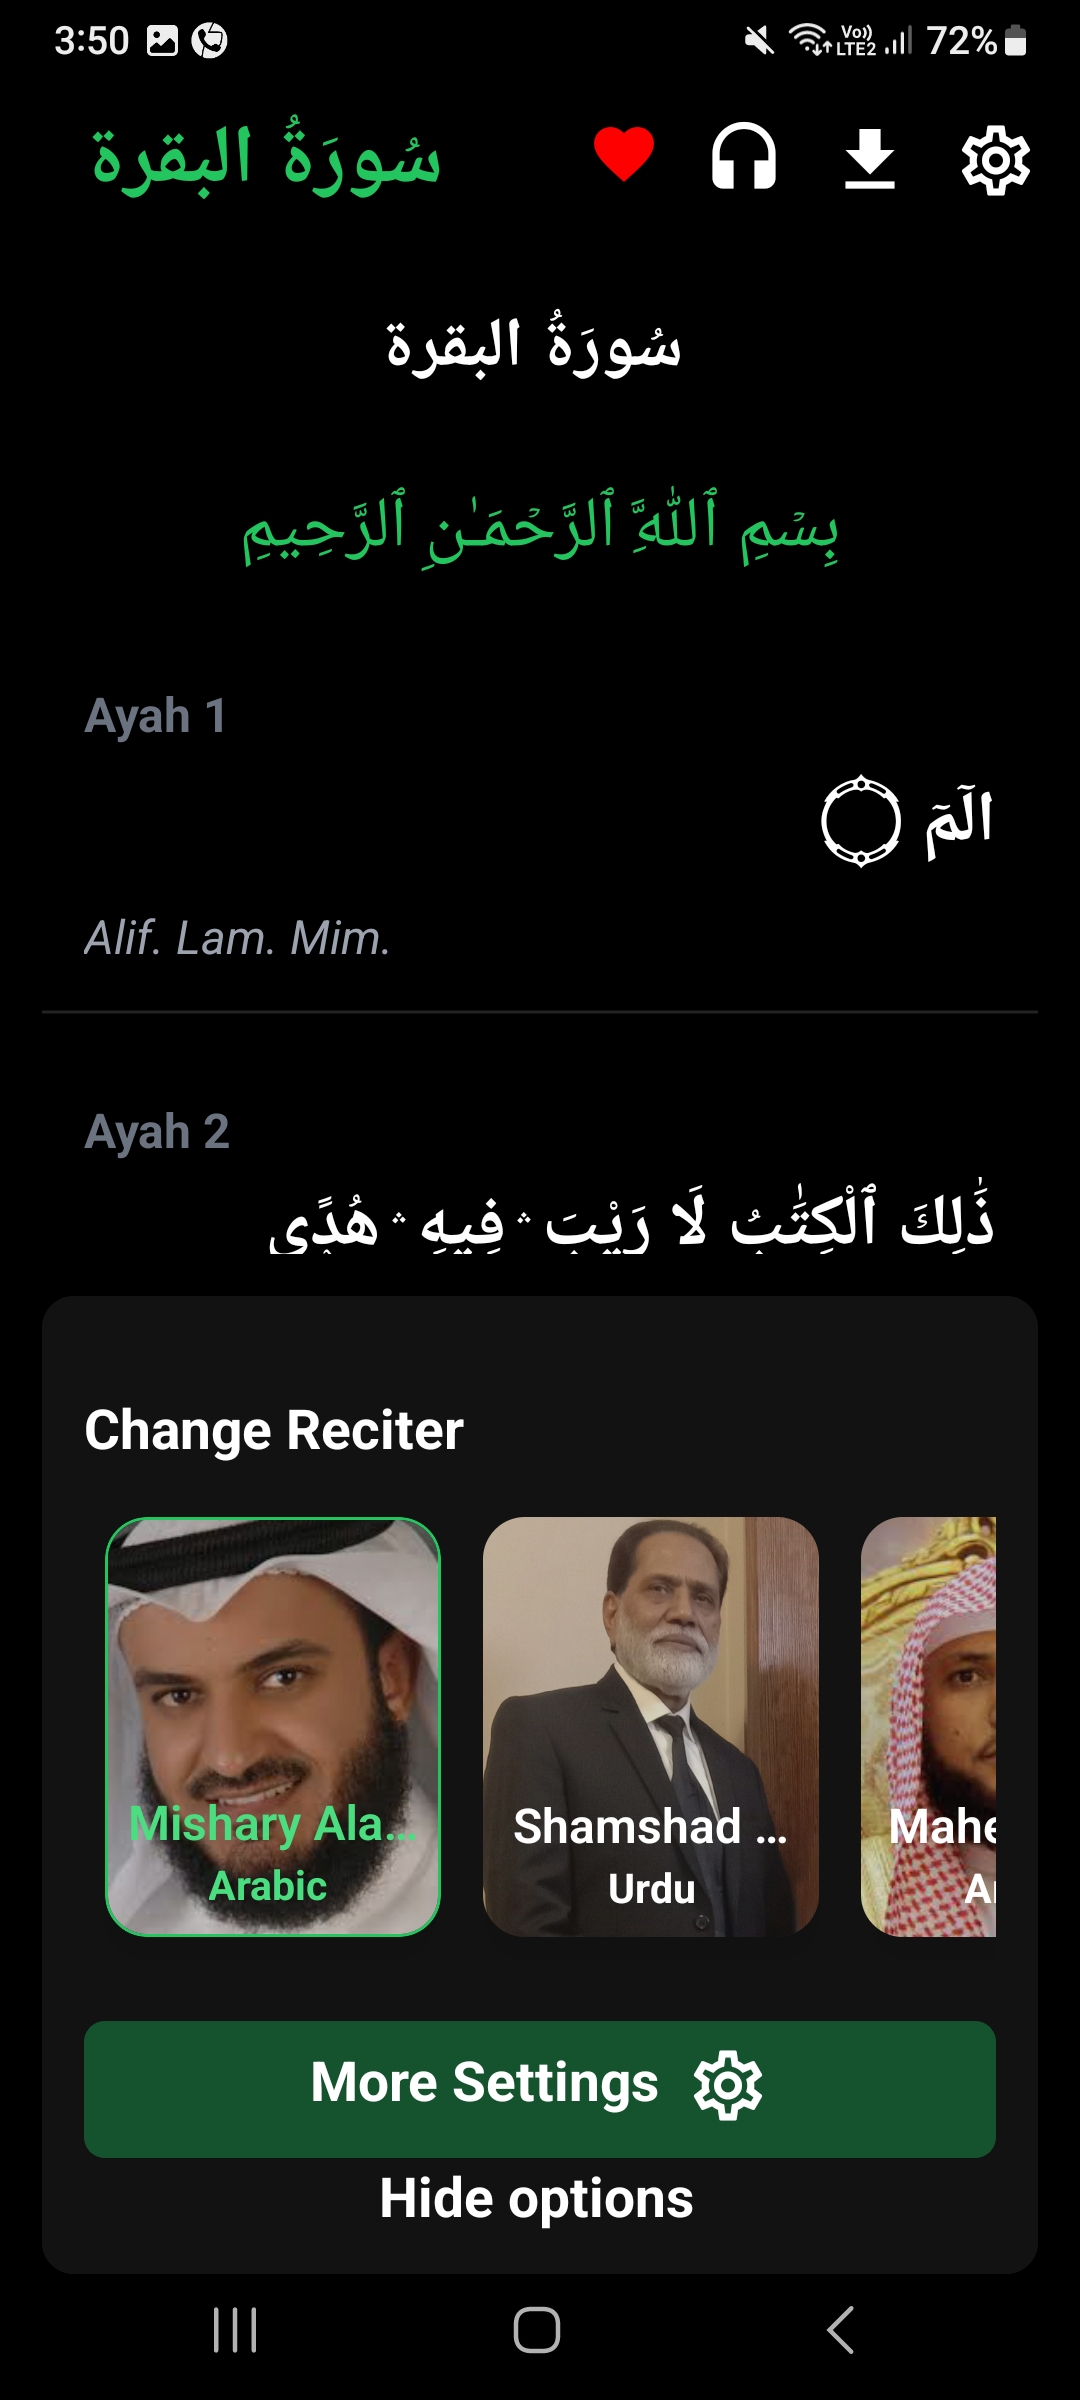 3:50 Vo)) LTE2 72%
سُورَةُ البقرة
سُورَةُ البقرة
بِسۡمِ ٱللَّهِ ٱلرَّحۡمَـٰنِ ٱلرَّحِيمِ
Ayah 1
الٓمٓ ۝
Alif. Lam. Mim.
Ayah 2
ذَٰلِكَ ٱلْكِتَٰبُ لَا رَيْبَ ۛ فِيهِ ۛ هُدًى
Change Reciter
Mishary Ala...
Arabic
Shamshad ...
Urdu
Mahe
Ar
More Settings
Hide options